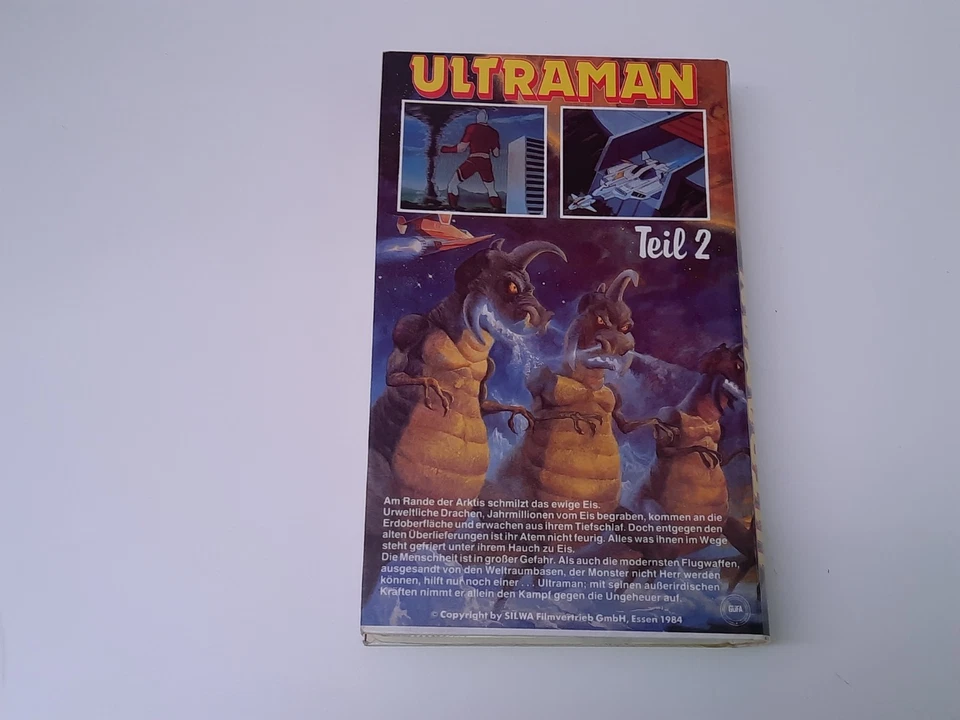 ULTRAMAN
Teil 2
Am Rande der Arktis schmilzt das ewige Eis.
Urweltliche Drachen, Jahrmillionen vom Eis begraben, kommen an die
Erdoberfläche und erwachen aus ihrem Tiefschlaf. Doch entgegen den
alten Überlieferungen ist ihr Atem nicht feurig. Alles was ihnen im Wege
steht gefriert unter ihrem Hauch zu Eis.
Die Menschheit ist in großer Gefahr. Als auch die modernsten Flugwaffen,
ausgesandt von den Weltraumbasen, der Monster nicht Herr werden
können, hilft nur noch einer . . . Ultraman; mit seinen außerirdischen
Kräften nimmt er allein den Kampf gegen die Ungeheuer auf.
© Copyright by SILWA Filmvertrieb GmbH, Essen 1984
GÜFA